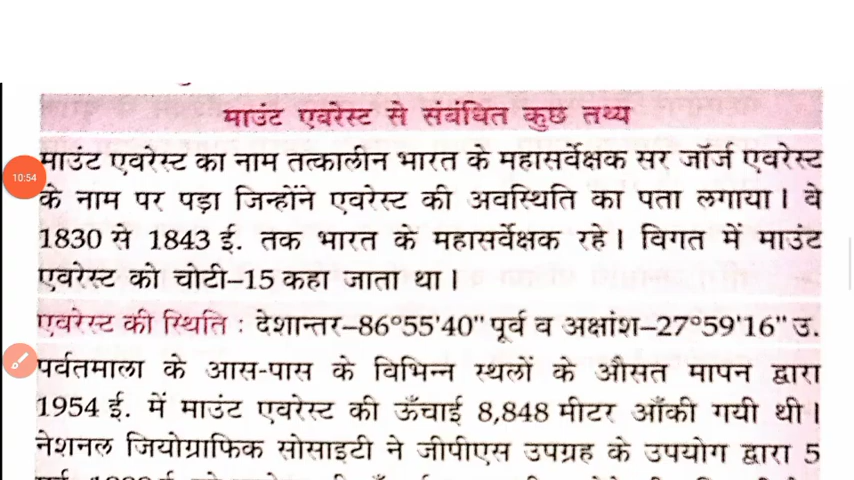 माउंट एवरेस्ट से संबंधित कुछ तथ्य
माउंट एवरेस्ट का नाम तत्कालीन भारत के महासर्वेक्षक सर जॉर्ज एवरेस्ट
10:54
के नाम पर पड़ा जिन्होंने एवरेस्ट की अवस्थिति का पता लगाया। वे
1830 से 1843 ई. तक भारत के महासर्वेक्षक रहे। विगत में माउंट
एवरेस्ट को चोटी–15 कहा जाता था।
एवरेस्ट की स्थिति : देशान्तर–86°55'40" पूर्व व अक्षांश–27°59'16" उ.
पर्वतमाला के आस-पास के विभिन्न स्थलों के औसत मापन द्वारा
1954 ई. में माउंट एवरेस्ट की ऊँचाई 8,848 मीटर आँकी गयी थी।
नेशनल जियोग्राफिक सोसाइटी ने जीपीएस उपग्रह के उपयोग द्वारा 5